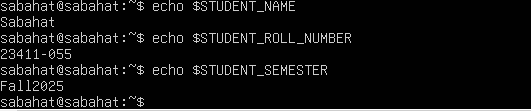 sabahat@sabahat:~$ echo $STUDENT_NAME
Sabahat
sabahat@sabahat:~$ echo $STUDENT_ROLL_NUMBER
23411-055
sabahat@sabahat:~$ echo $STUDENT_SEMESTER
Fall2025
sabahat@sabahat:~$